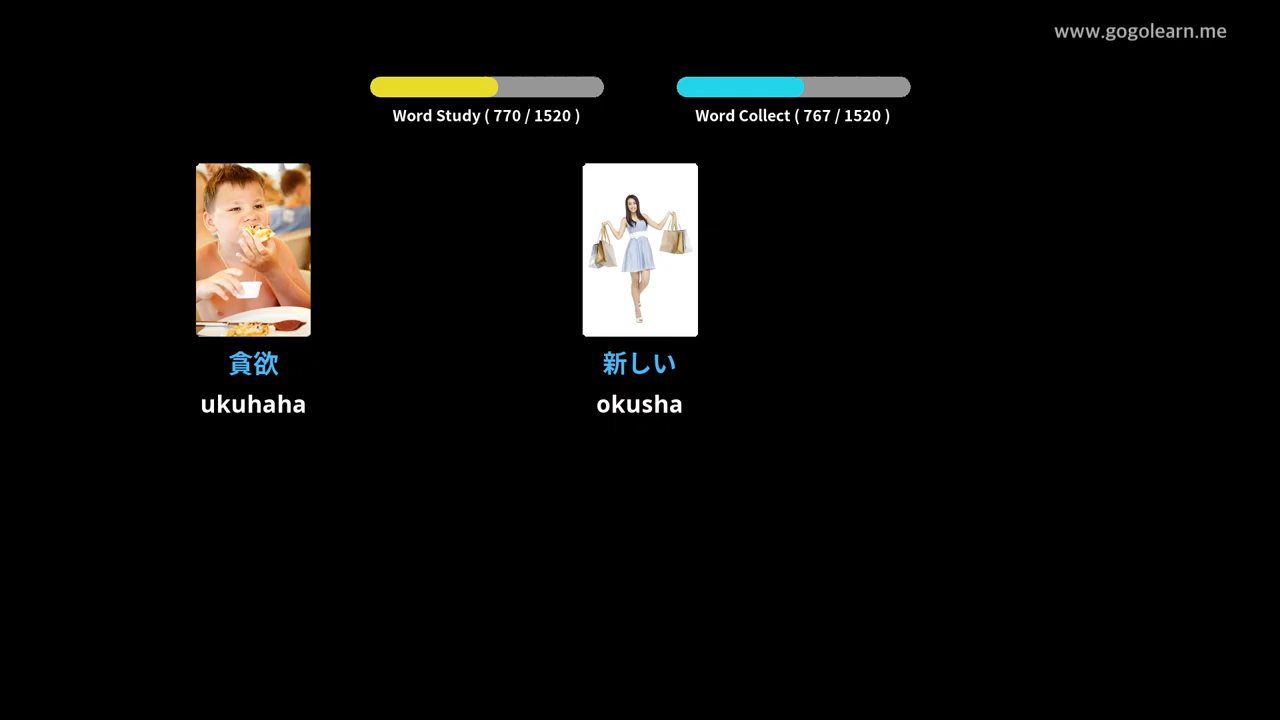 www.gogolearn.me
Word Study ( 770 / 1520 )
Word Collect ( 767 / 1520 )
貪欲
ukuhaha
新しい
okusha